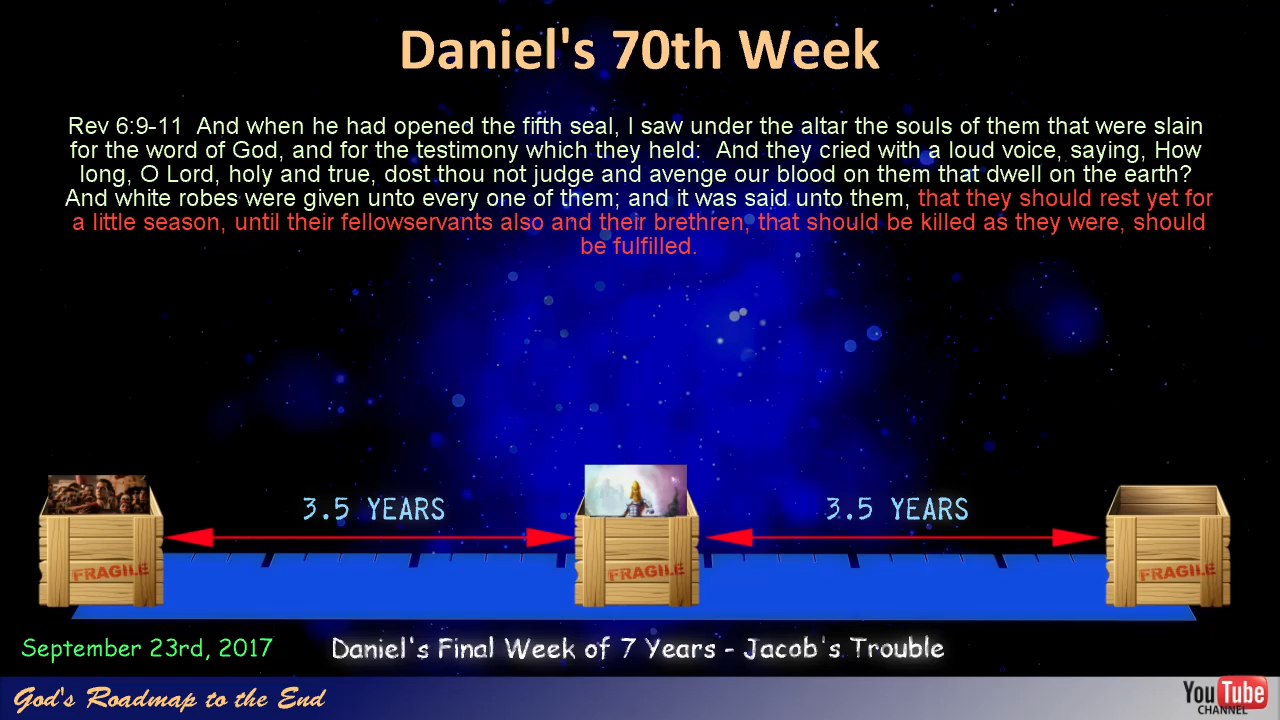 Daniel's 70th Week
Rev 6:9-11  And when he had opened the fifth seal, I saw under the altar the souls of them that were slain
for the word of God, and for the testimony which they held:  And they cried with a loud voice, saying, How
long, O Lord, holy and true, dost thou not judge and avenge our blood on them that dwell on the earth?
And white robes were given unto every one of them; and it was said unto them, that they should rest yet for
a little season, until their fellowservants also and their brethren, that should be killed as they were, should
be fulfilled.
3.5 YEARS
3.5 YEARS
FRAGILE
FRAGILE
FRAGILE
September 23rd, 2017
Daniel's Final Week of 7 Years - Jacob's Trouble
God's Roadmap to the End
YouTube
CHANNEL